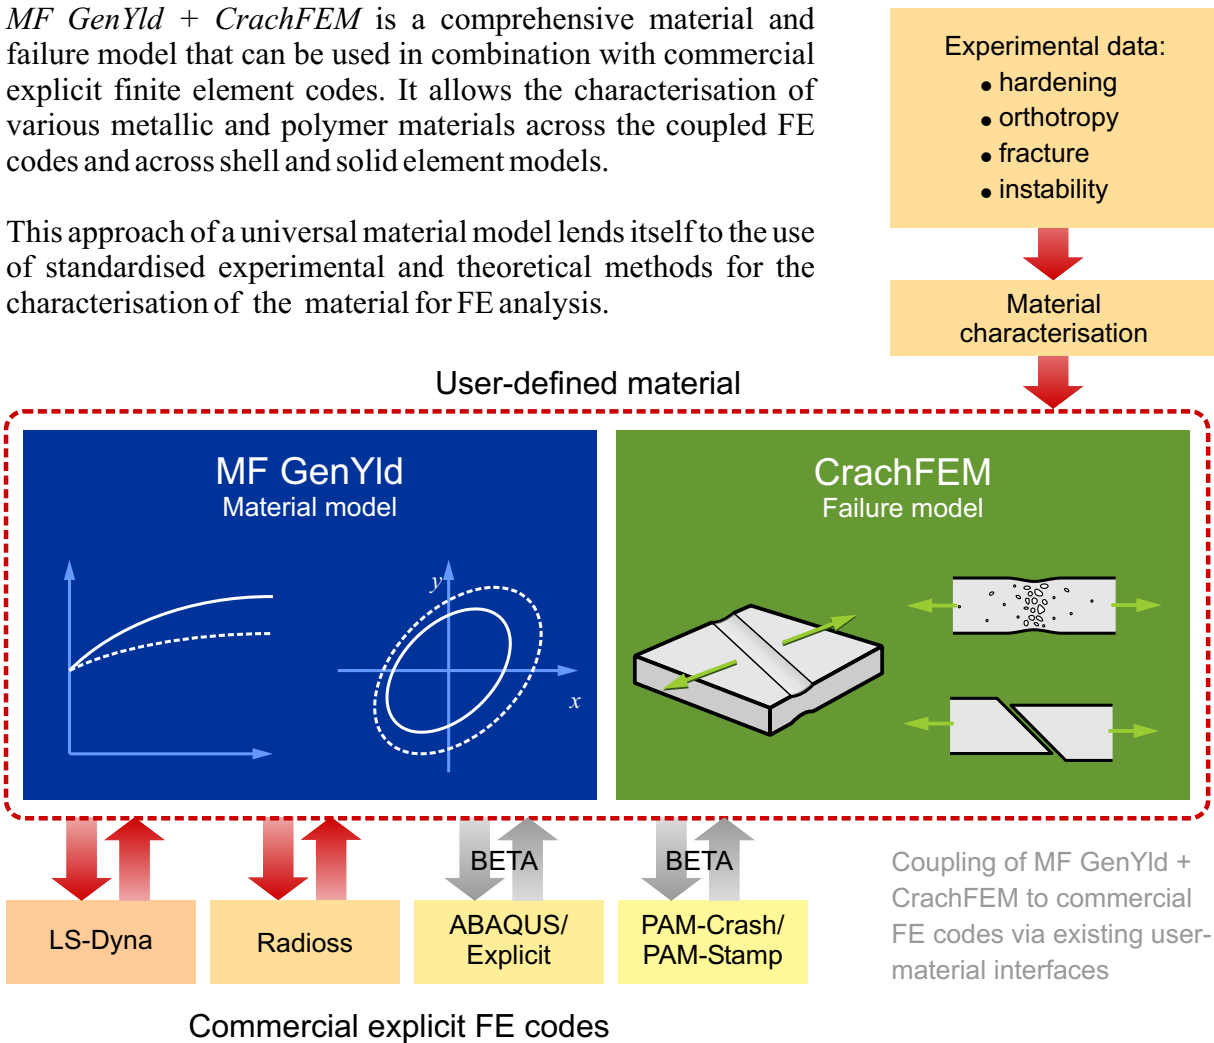 MF GenYld + CrachFEM is a comprehensive material and
failure model that can be used in combination with commercial
explicit finite element codes. It allows the characterisation of
various metallic and polymer materials across the coupled FE
codes and across shell and solid element models.
This approach of a universal material model lends itself to the use
of standardised experimental and theoretical methods for the
characterisation of the material for FE analysis.
Experimental data:
• hardening
• orthotropy
• fracture
• instability
Material
characterisation
User-defined material
MF GenYld
Material model
y
x
CrachFEM
Failure model
BETA
BETA
LS-Dyna
Radioss
ABAQUS/
Explicit
PAM-Crash/
PAM-Stamp
Coupling of MF GenYld +
CrachFEM to commercial
FE codes via existing user-
material interfaces
Commercial explicit FE codes